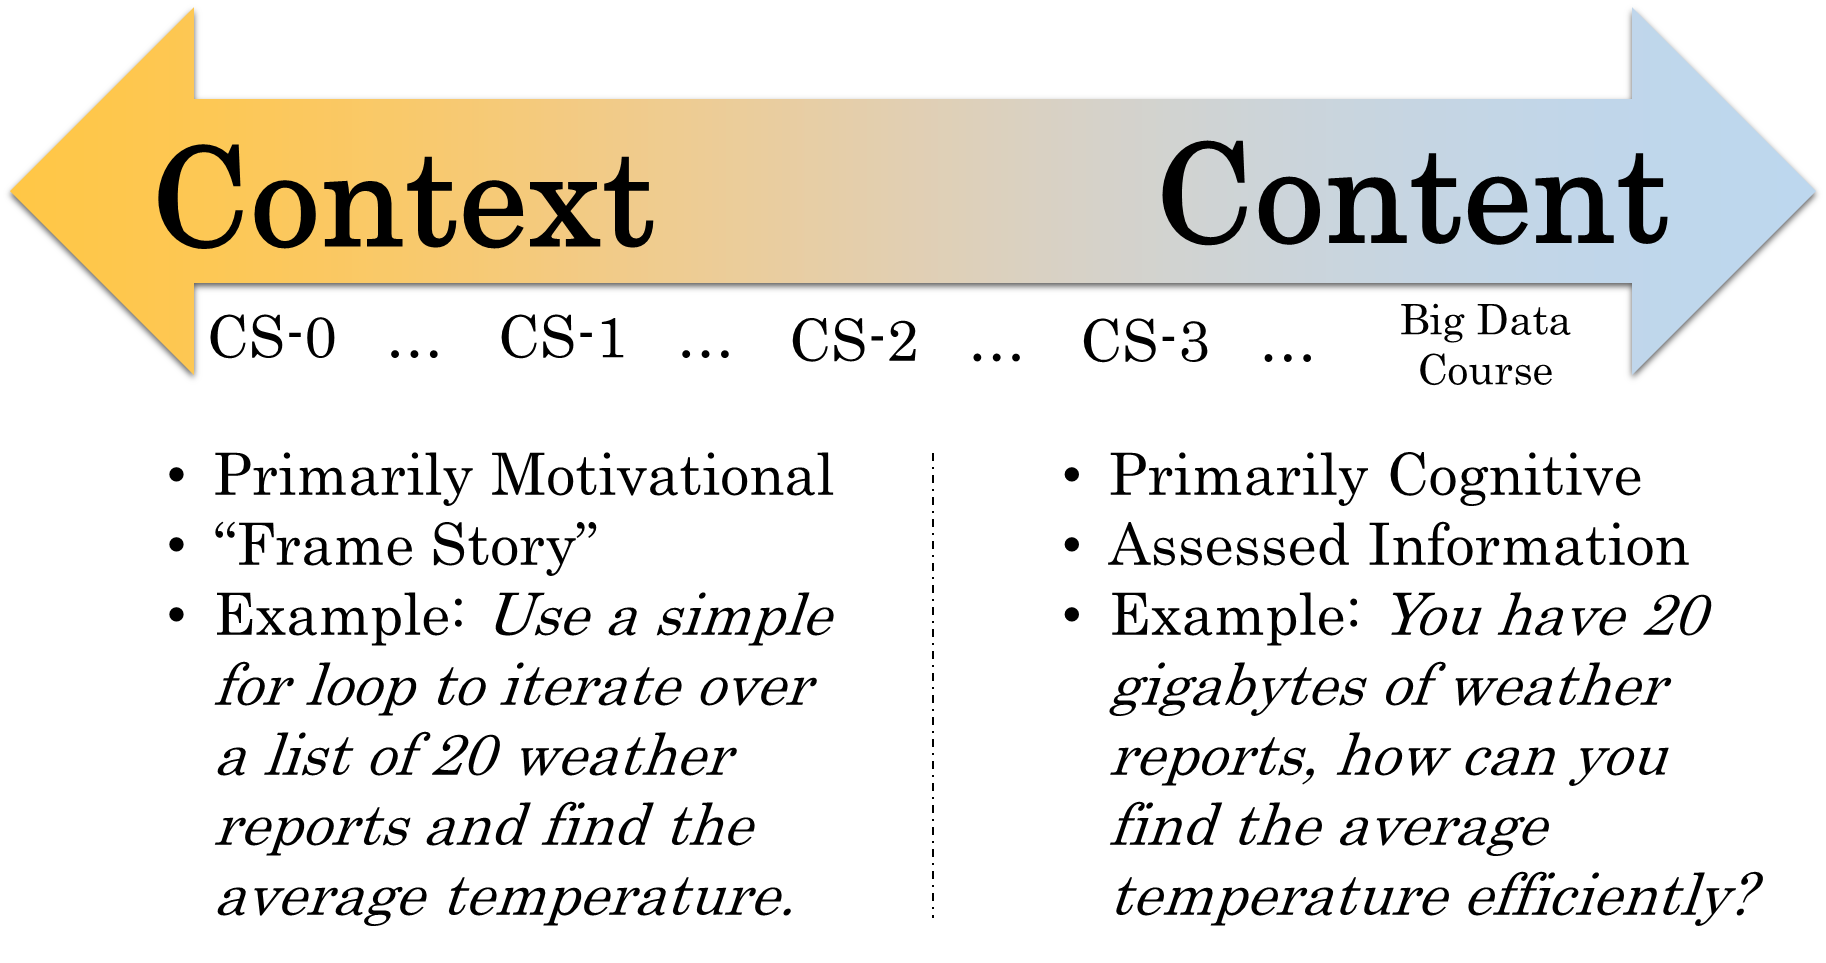 Context
Content
CS-0 ... CS-1 ... CS-2 ... CS-3 ... Big Data
Course
• Primarily Motivational
• “Frame Story”
• Example: Use a simple
for loop to iterate over
a list of 20 weather
reports and find the
average temperature.
• Primarily Cognitive
• Assessed Information
• Example: You have 20
gigabytes of weather
reports, how can you
find the average
temperature efficiently?